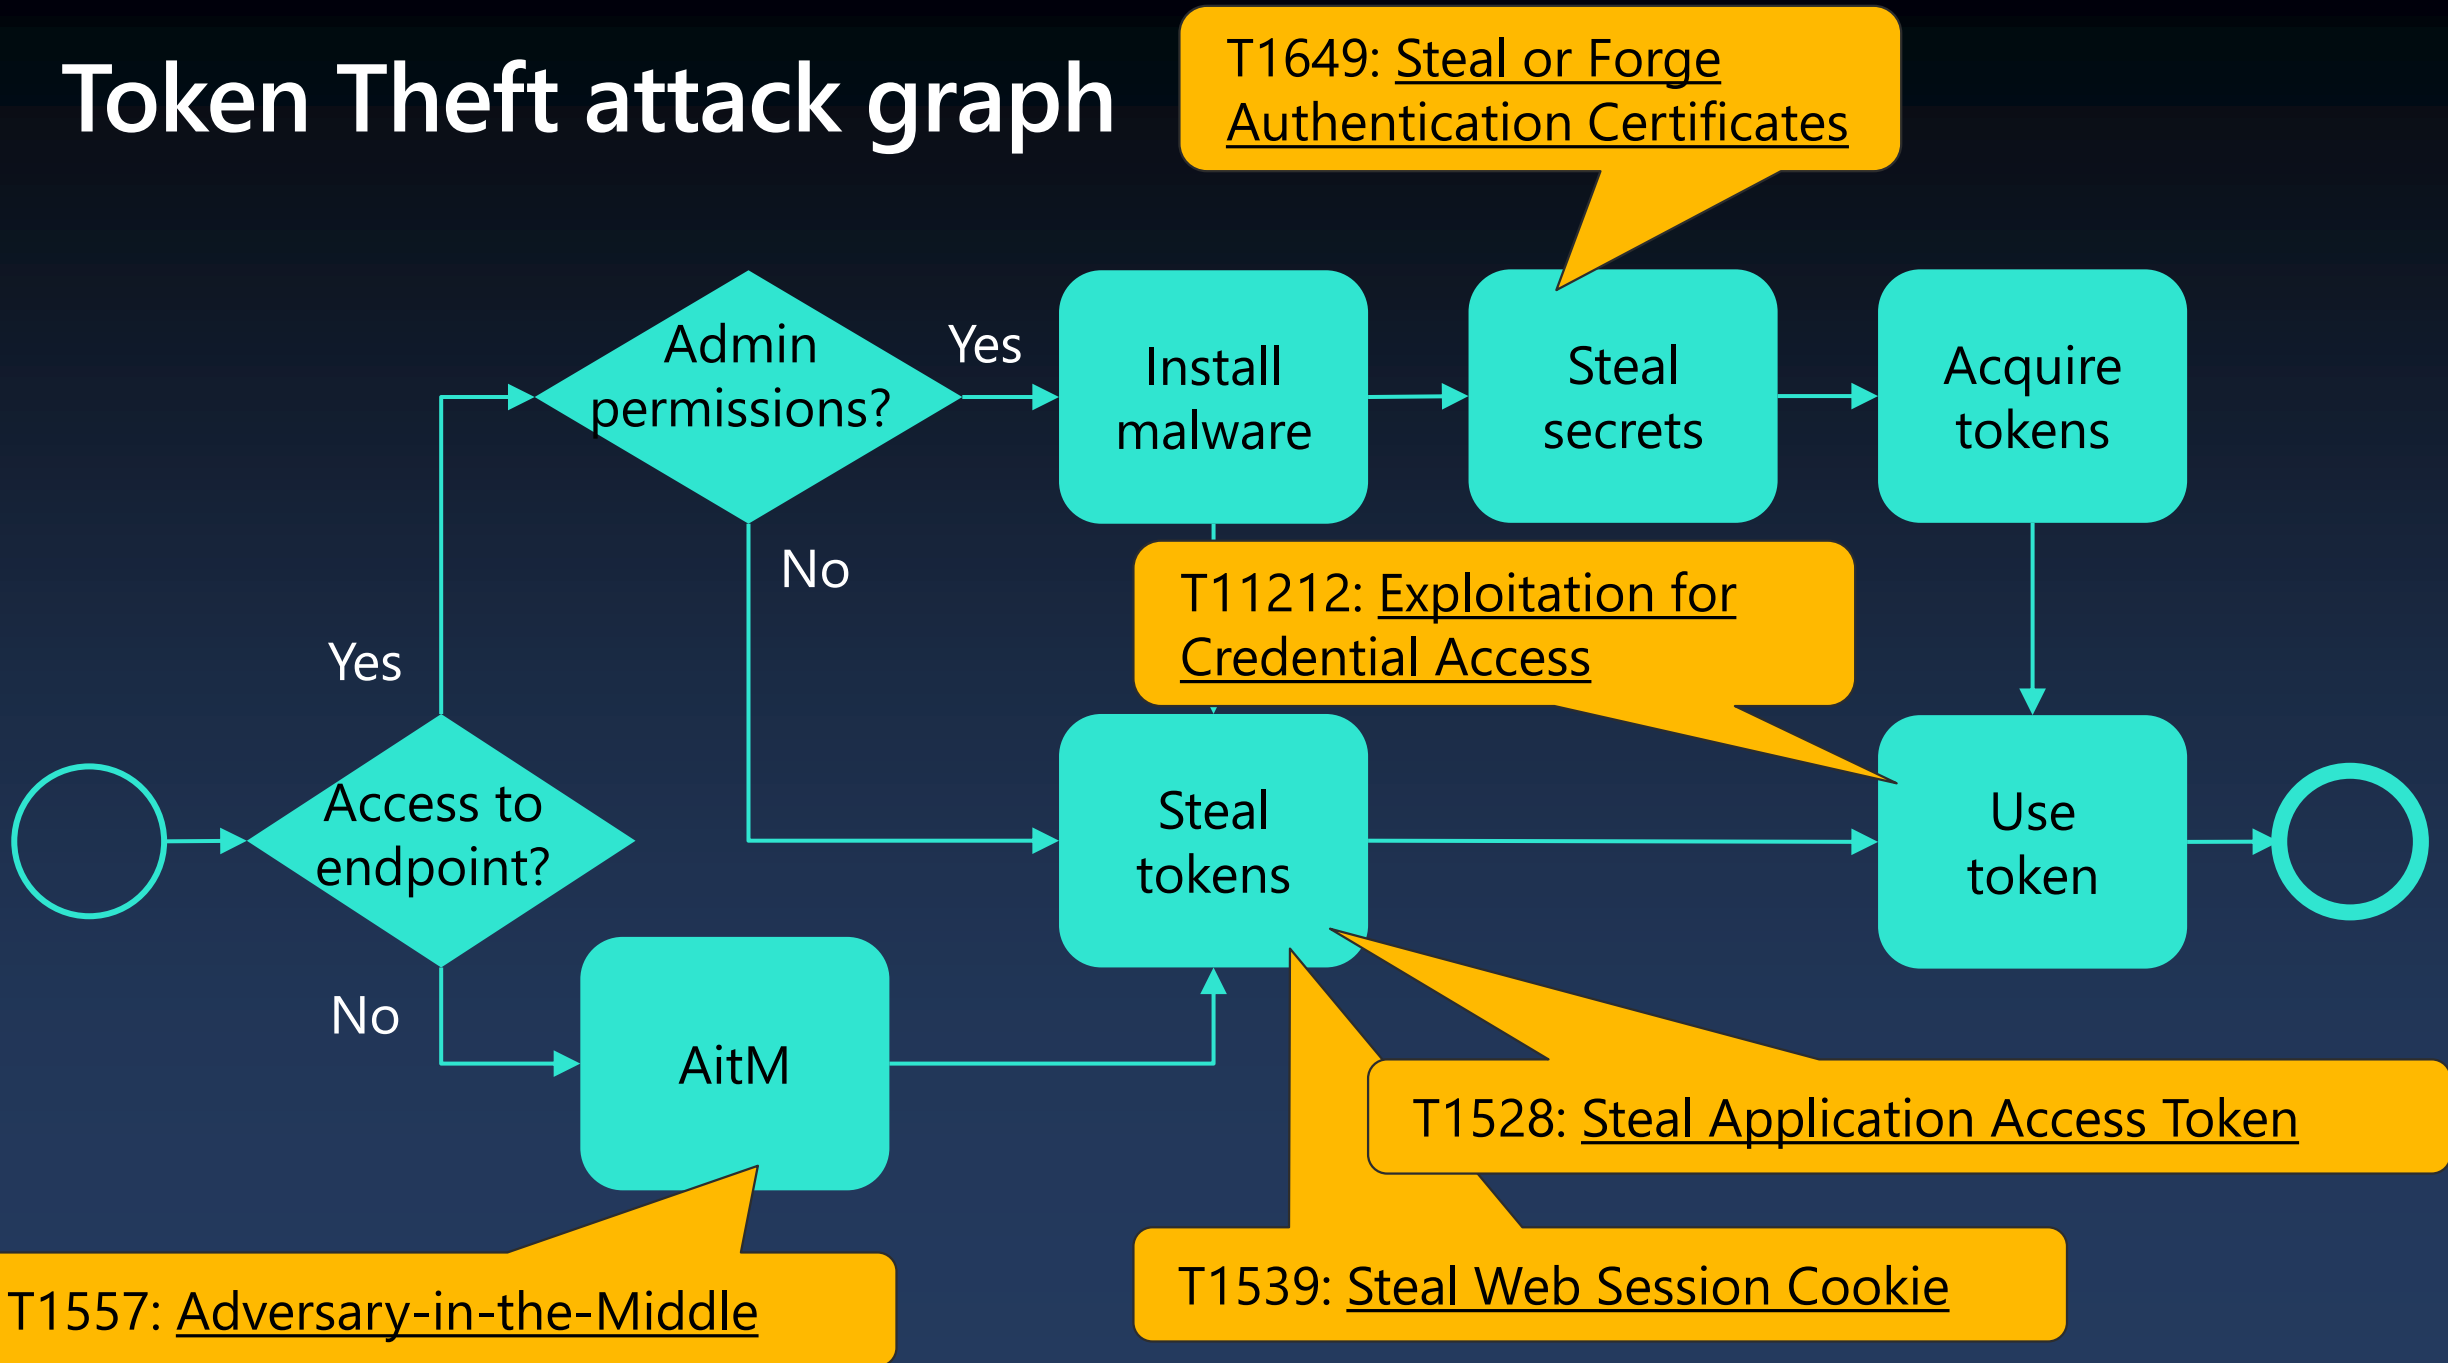 Token Theft attack graph
T1649: Steal or Forge
Authentication Certificates
Admin
permissions?
Yes
Install
malware
Steal
secrets
Acquire
tokens
No
T11212: Exploitation for
Credential Access
Yes
Access to
endpoint?
Steal
tokens
Use
token
No
AitM
T1528: Steal Application Access Token
T1539: Steal Web Session Cookie
T1557: Adversary-in-the-Middle